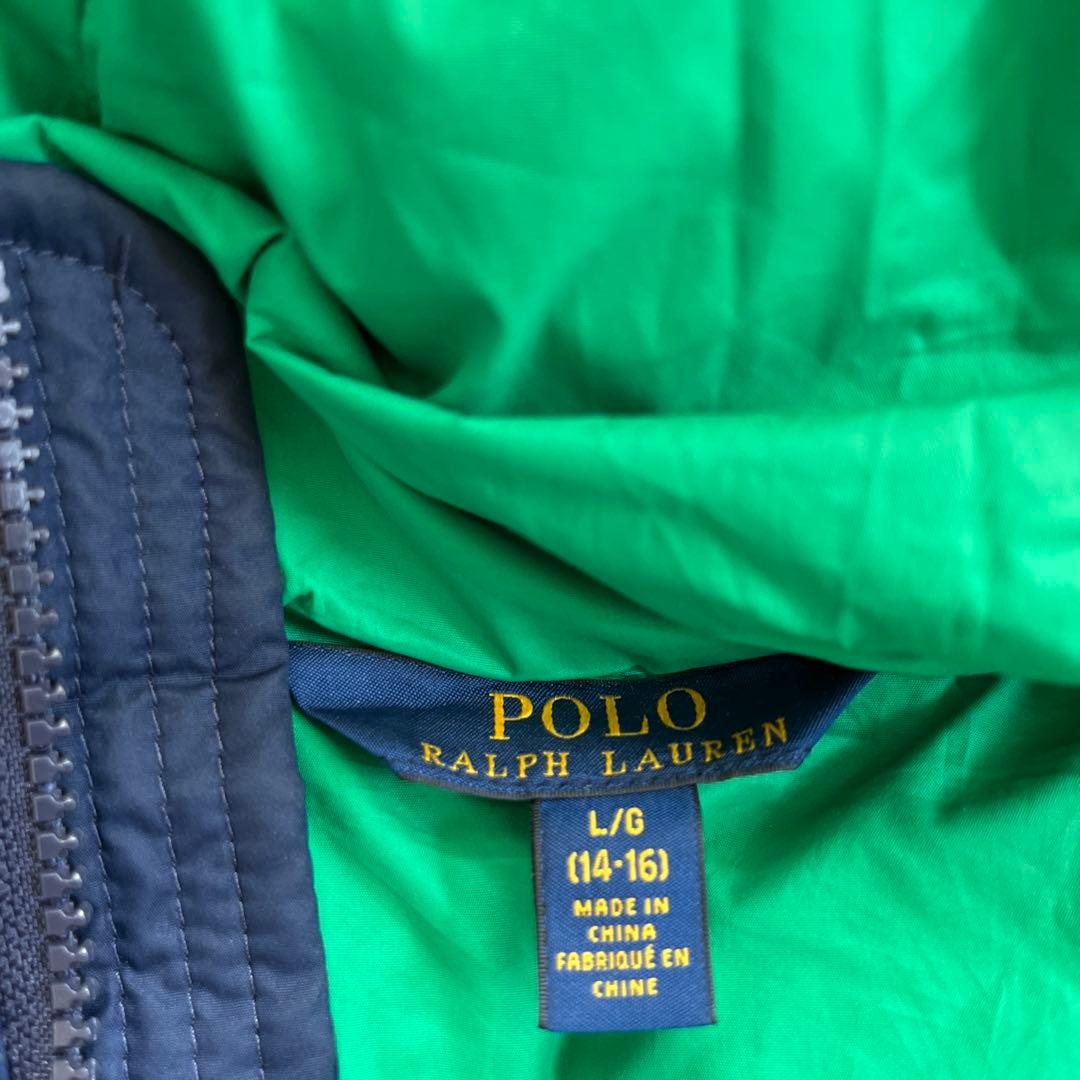 POLO
RALPH LAUREN
L/G
(14-16)
MADE IN
CHINA
FABRIQUÉ EN
CHINE